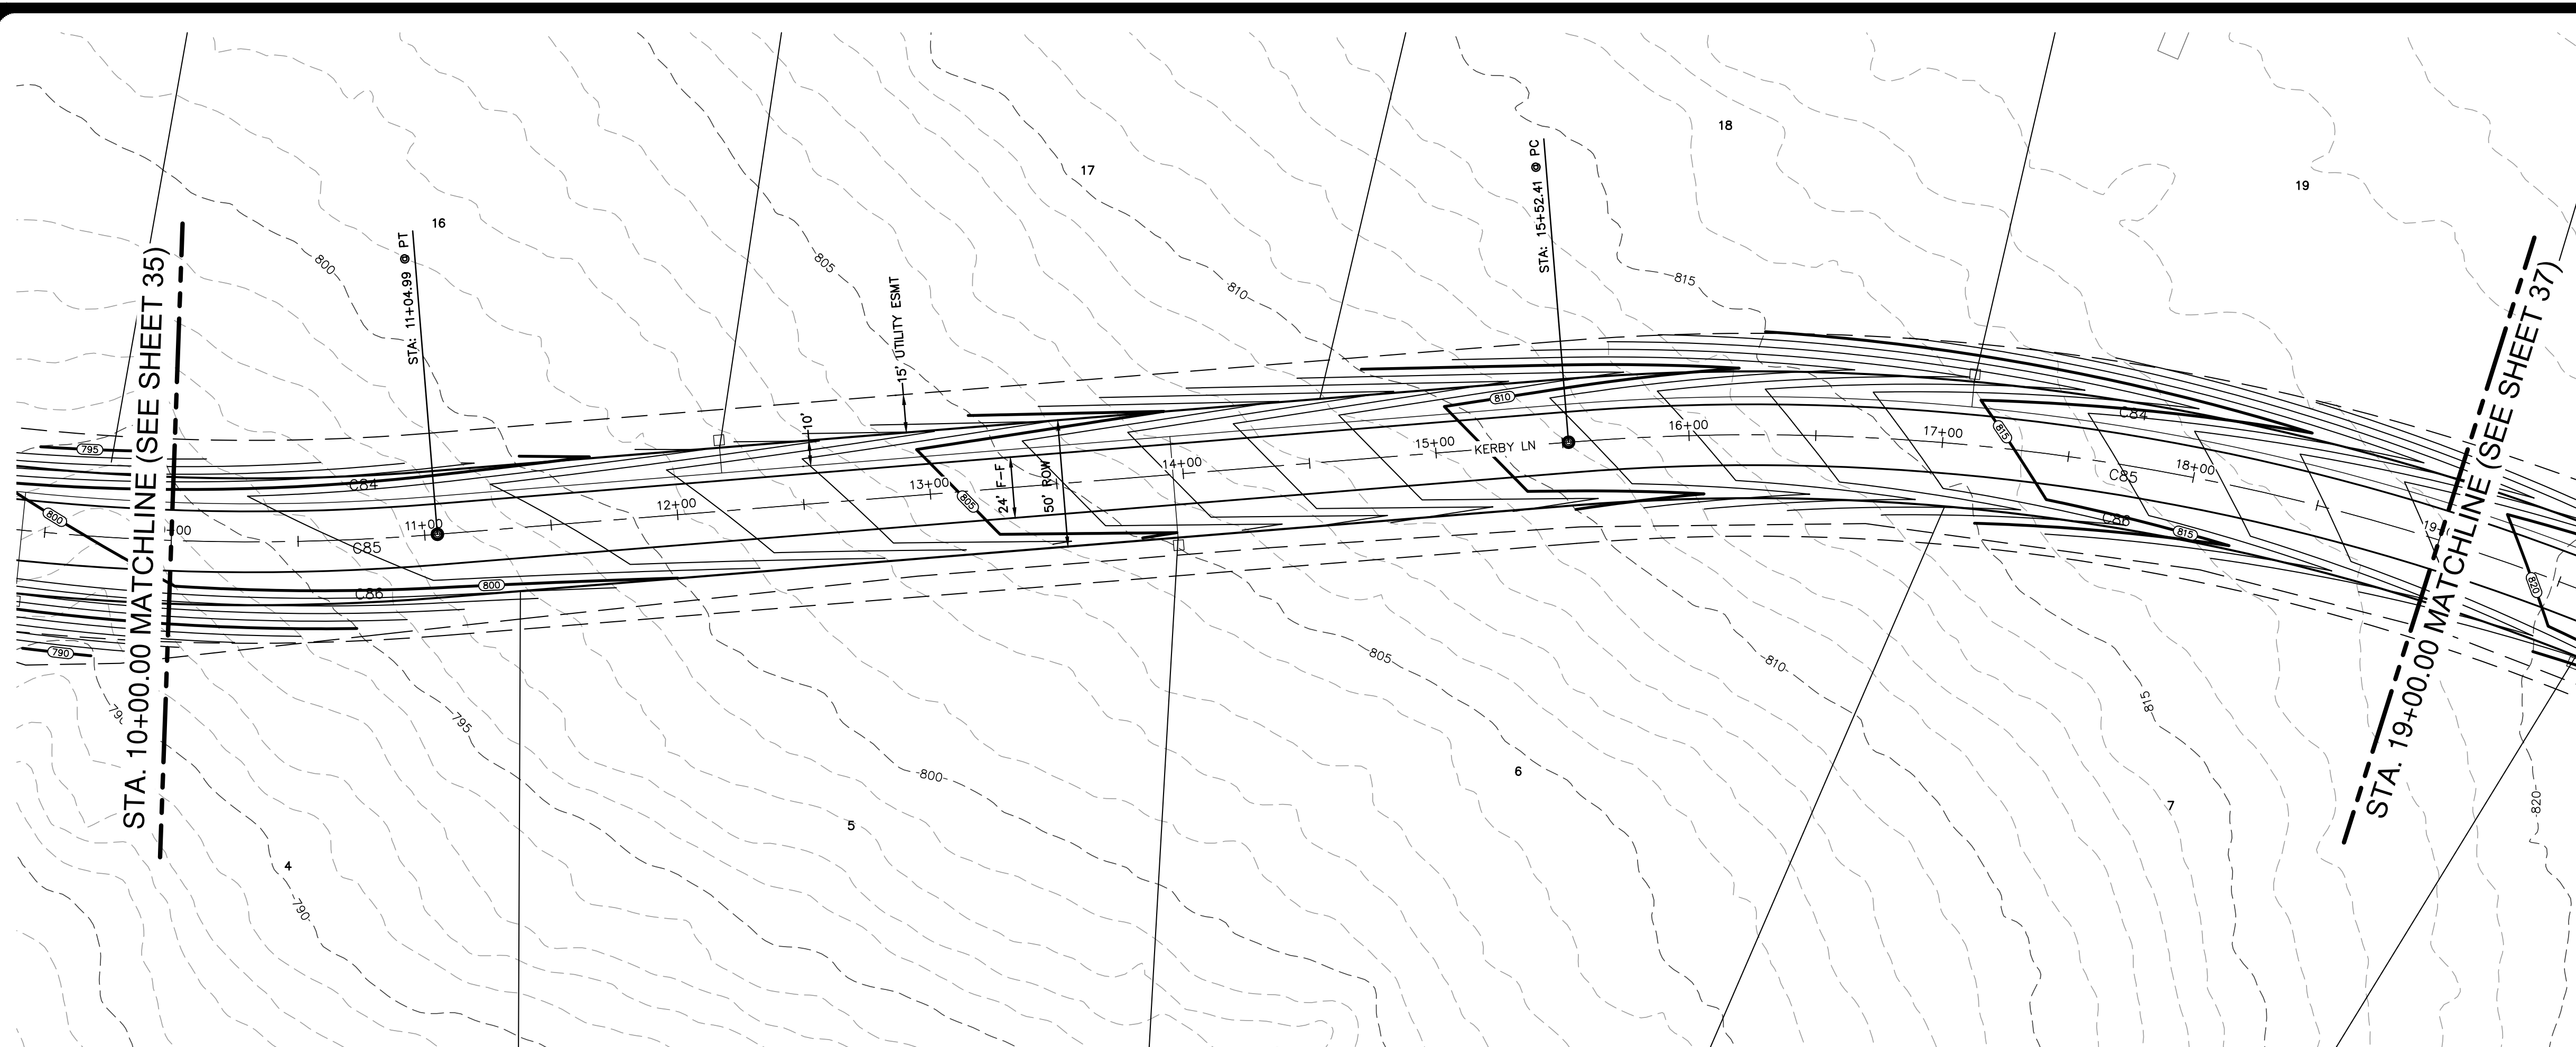 STA. 10+00.00 MATCHLINE (SEE SHEET 35)
STA: 11+04.99 @ PT
16
17
18
19
800
805
810
815
15' UTILITY ESMT
10'
STA: 15+52.41 @ PC
STA. 19+00.00 MATCHLINE (SEE SHEET 37)
795
800
790
C84
C85
C86
800
11+00
12+00
13+00
805
24' F-F
50' ROW
14+00
15+00
KERBY LN
810
16+00
17+00
18+00
815
C84
C85
C86
815
820
795
800
805
810
815
820
790
4
5
6
7